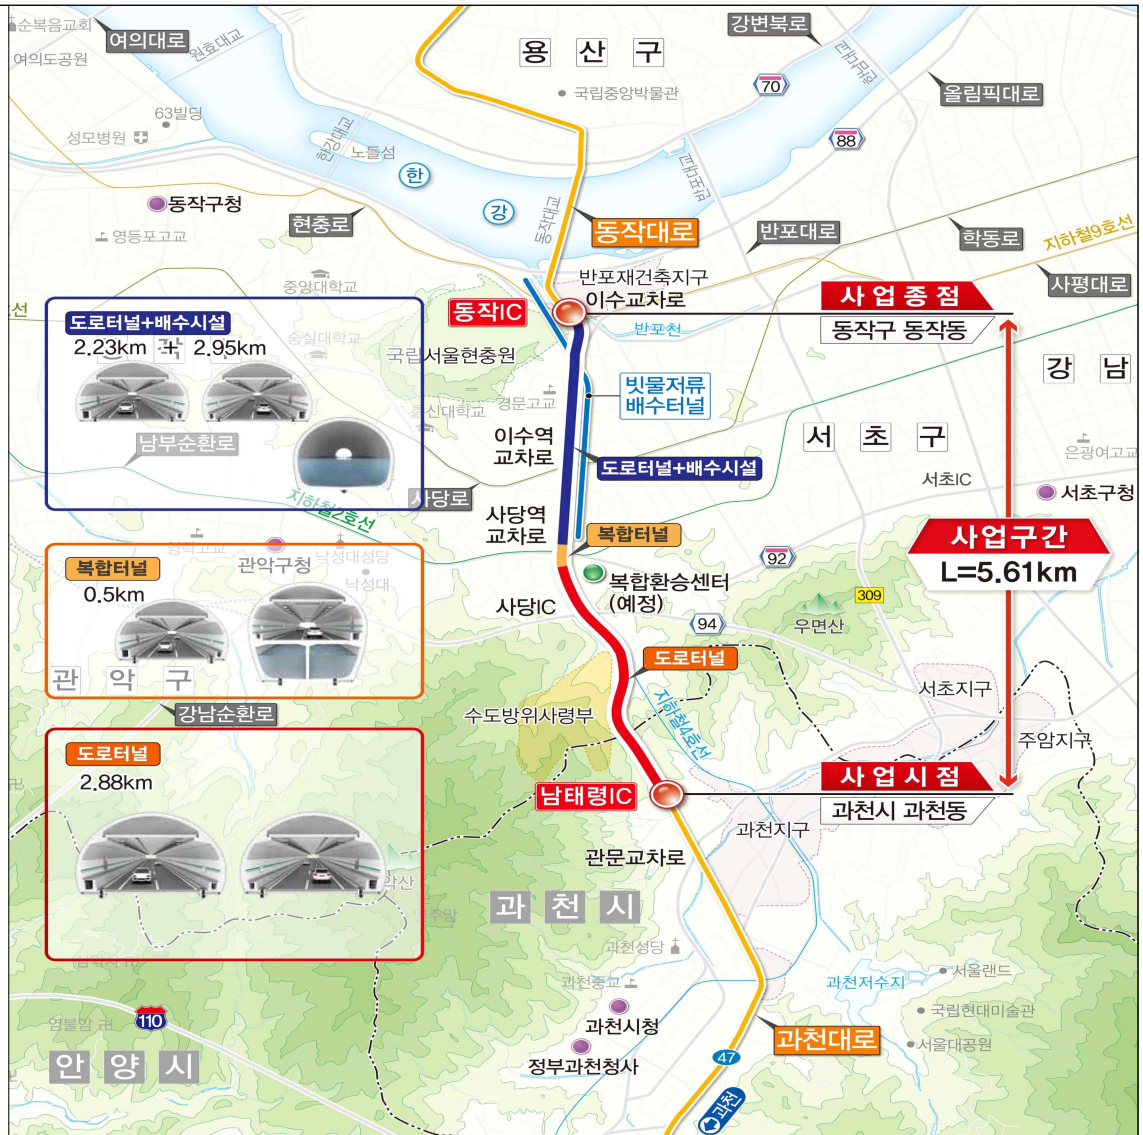 순복음교회
여의대로
원효대교
강변북로
용 산 구
여의도공원
국립중앙박물관
70
한남대교
올림픽대로
63빌딩
성모병원
한강대교
노들섬
88
한
강
반포대교
동작대교
동작구청
현충로
동작대로
반포대로
학동로
지하철9호선
영등포고교
중앙대학교
반포재건축지구
이수교차로
사평대로
사 업 종 점
동작IC
동작구 동작동
반포천
도로터널+배수시설
2.23km + 2.95km
숭실대학교
국립서울현충원
강 남
빗물저류
배수터널
경문고교
총신대학교
남부순환로
이수역
교차로
서 초 구
은광여고교
도로터널+배수시설
서초IC
사당로
지하철2호선
서초구청
사당역
교차로
복합터널
사업구간
L=5.61km
낙성대성당
관악구청
낙성대
92
복합터널
0.5km
복합환승센터
(예정)
사당IC
309
94
우면산
도로터널
관 악 구
서초지구
강남순환로
수도방위사령부
지하철4호선
주암지구
도로터널
2.88km
사 업 시 점
남태령IC
과천시 과천동
과천지구
관문교차로
과 천 시
과천성당
과천중교
과천저수지
서울랜드
국립현대미술관
110
염불암
과천시청
과천대로
서울대공원
정부과천청사
47
안 양 시
과천